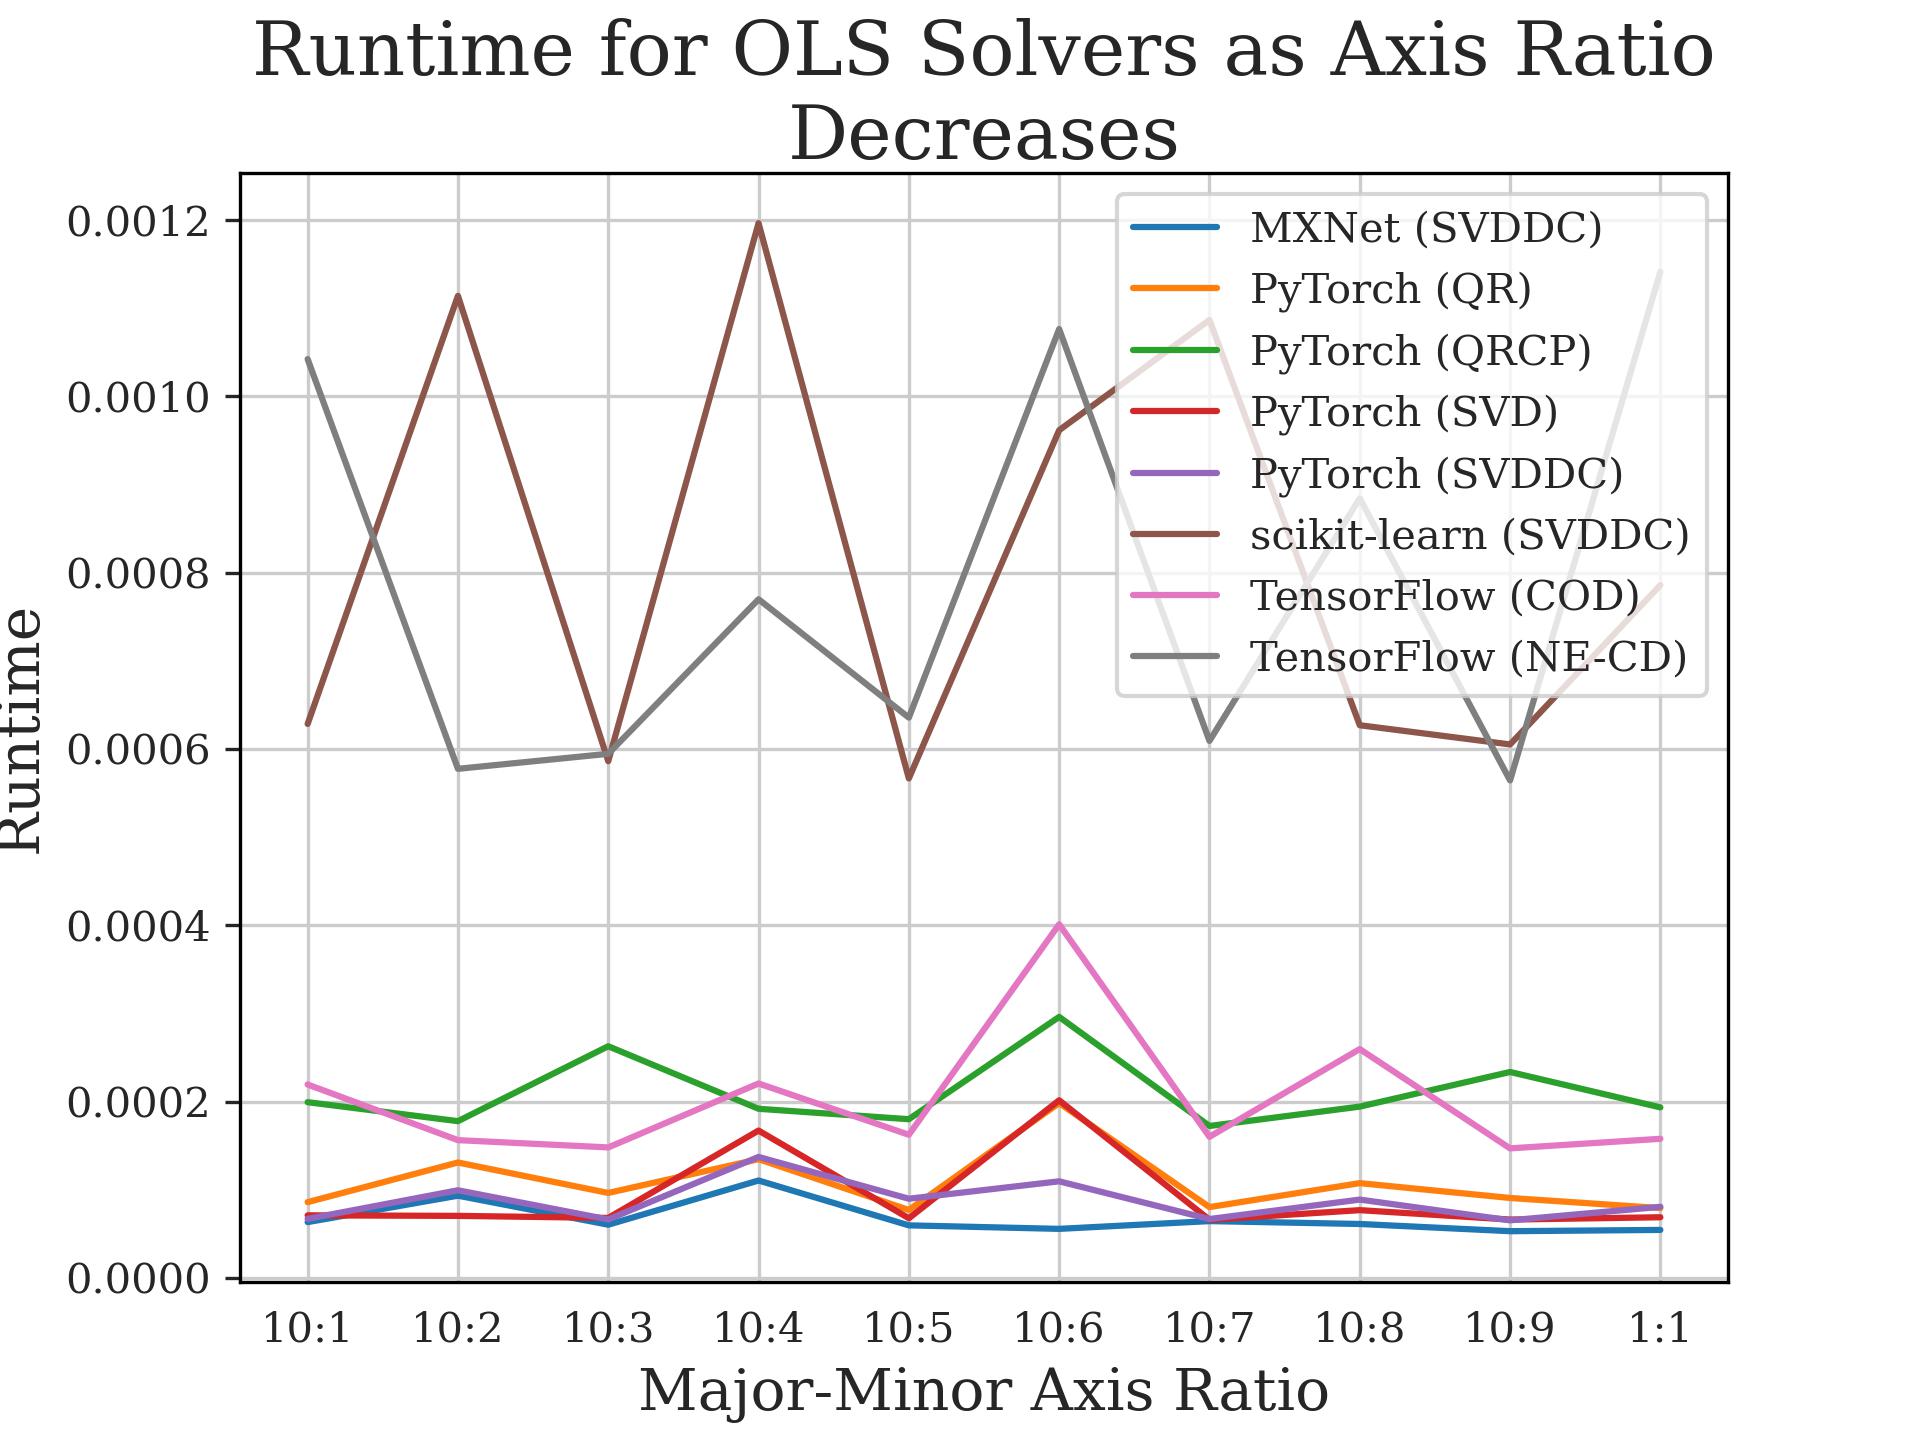 Runtime for OLS Solvers as Axis Ratio
Decreases
MXNet (SVDDC)
PyTorch (QR)
PyTorch (QRCP)
PyTorch (SVD)
PyTorch (SVDDC)
scikit-learn (SVDDC)
TensorFlow (COD)
TensorFlow (NE-CD)
Runtime
0.0012
0.0010
0.0008
0.0006
0.0004
0.0002
0.0000
10:1 10:2 10:3 10:4 10:5 10:6 10:7 10:8 10:9 1:1
Major-Minor Axis Ratio